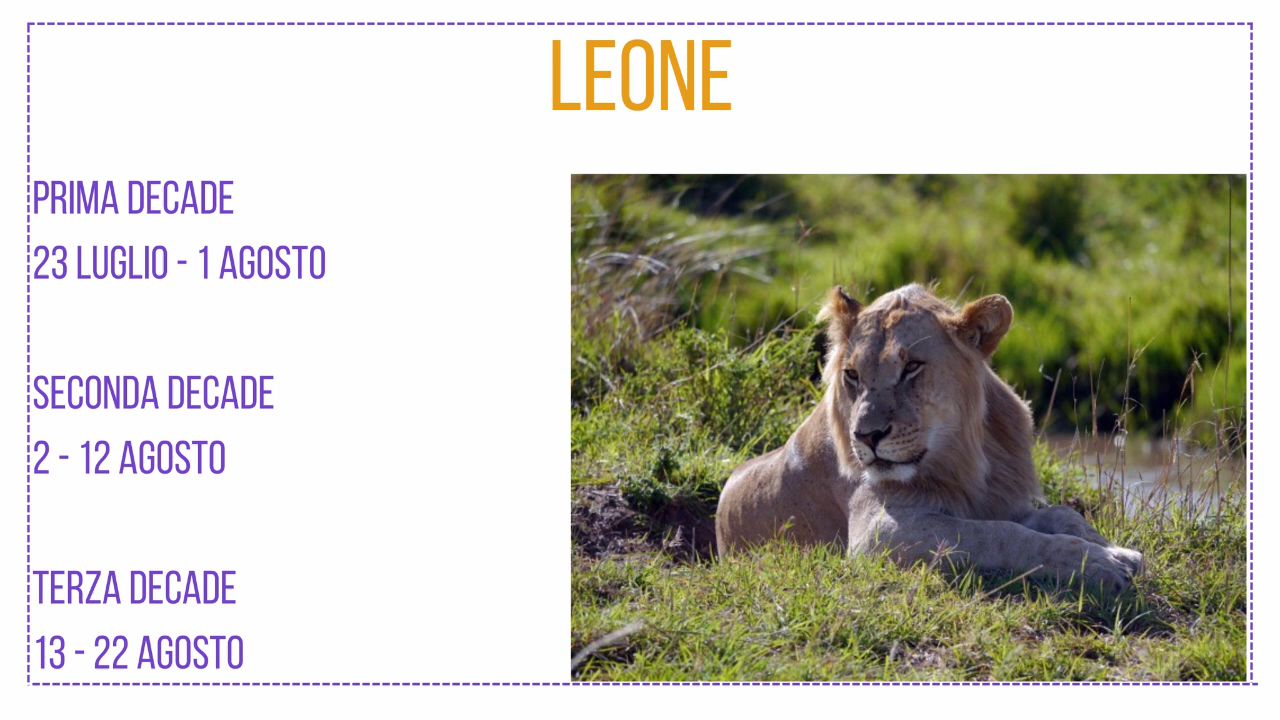 LEONE
PRIMA DECADE
23 LUGLIO - 1 AGOSTO
SECONDA DECADE
2 - 12 AGOSTO
TERZA DECADE
13 - 22 AGOSTO